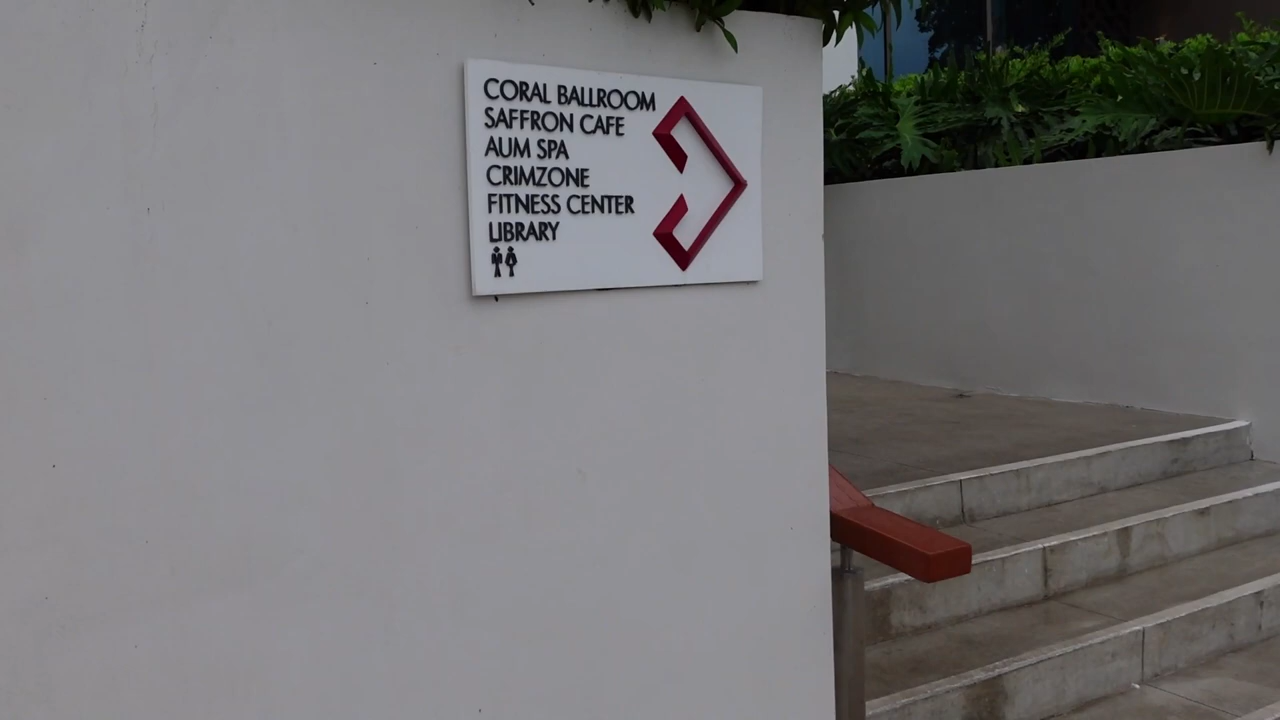 CORAL BALLROOM
SAFFRON CAFE
AUM SPA
CRIMZONE
FITNESS CENTER
LIBRARY